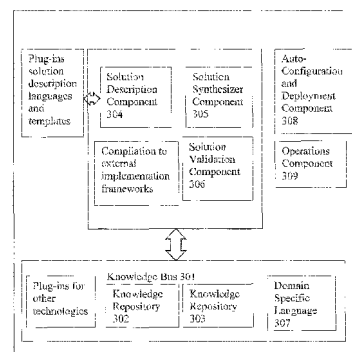 Plug-ins
solution
description
languages
and
templates
Solution
Description
Component
304
Solution
Synthesizer
Component
305
Compilation to
external
implementation
frameworks
Solution
Validation
Component
306
Auto-
Configuration
and
Deployment
Component
308
Operations
Component
309
Knowledge Bus 301
Plug-ins for
other
technologies
Knowledge
Repository
302
Knowledge
Repository
303
Domain
Specific
Language
307